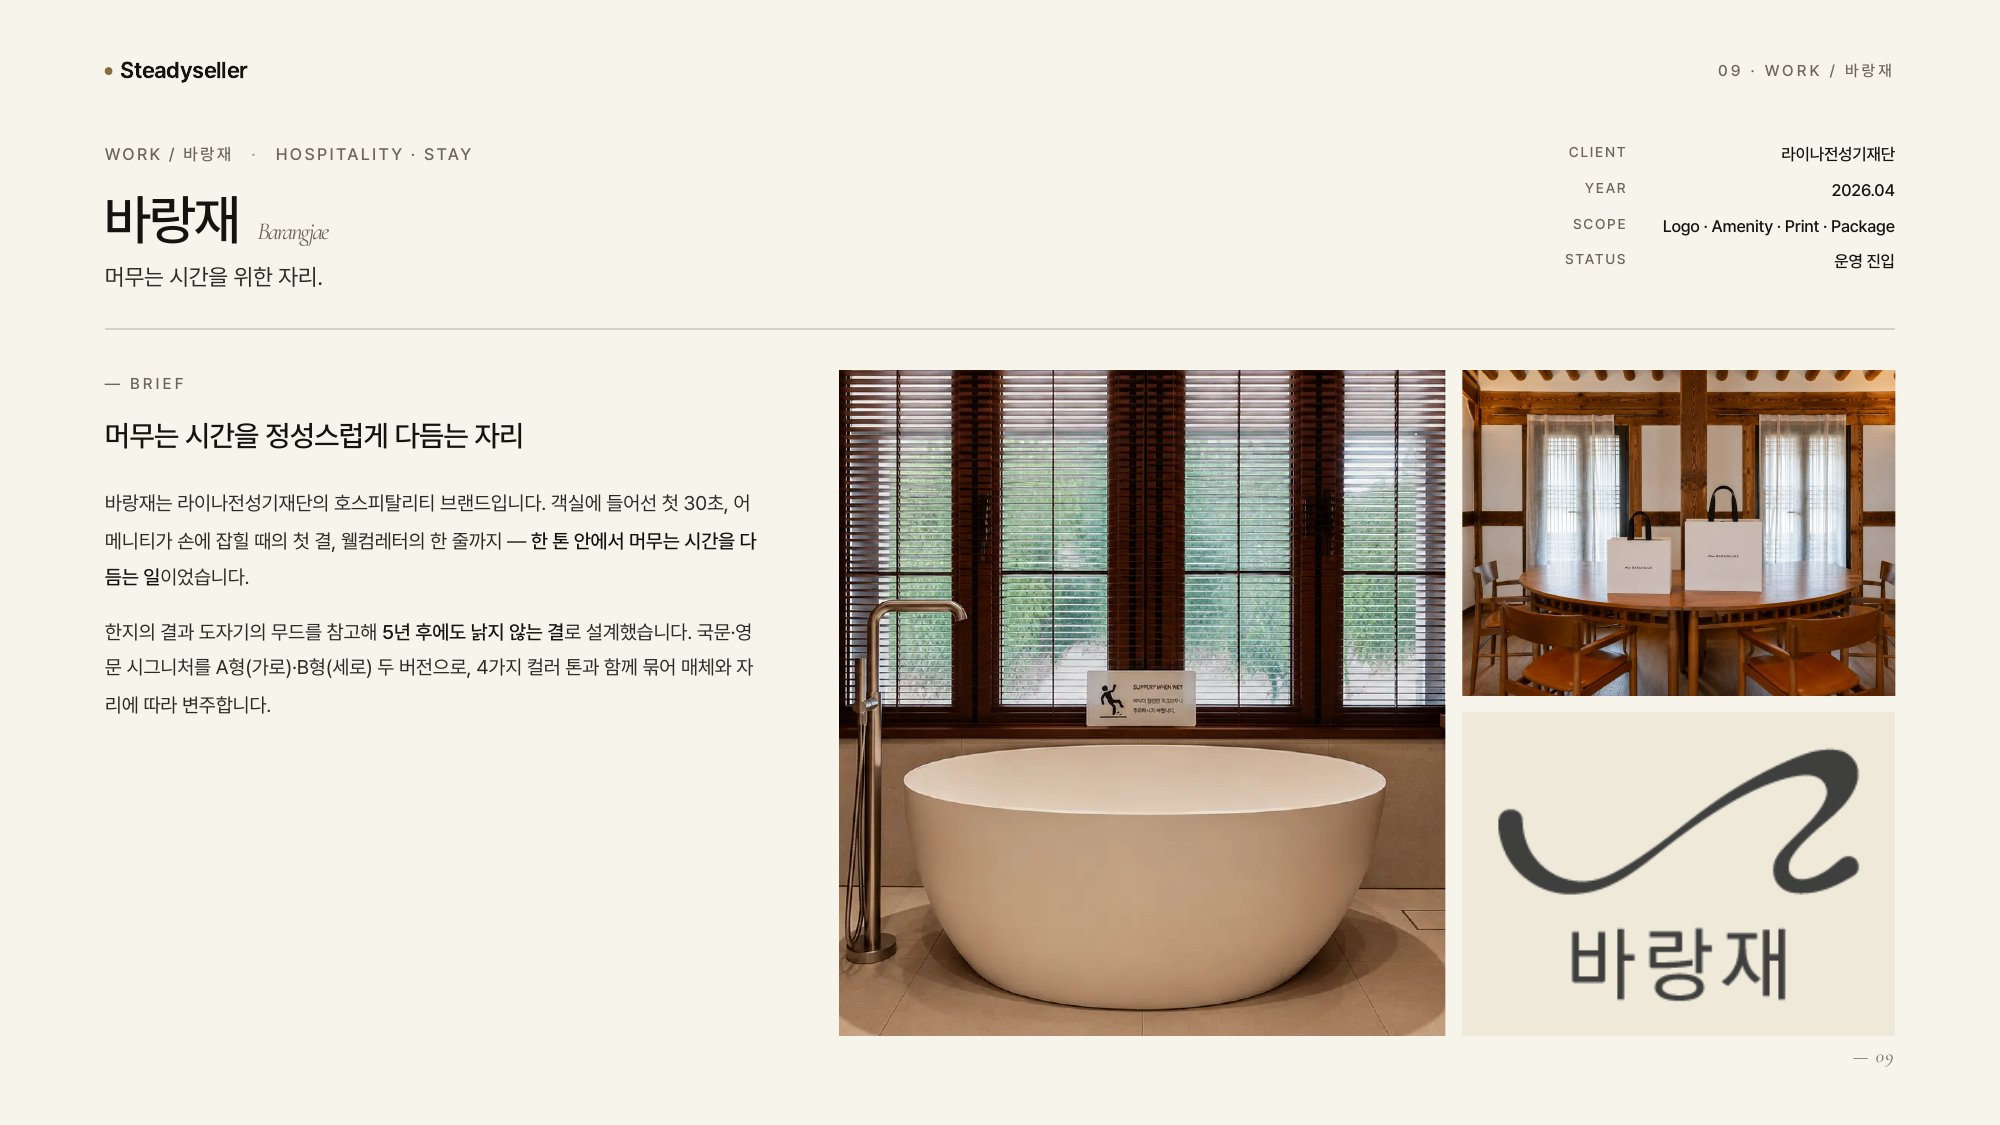 Steadyseller
09 · WORK / 바랑재
WORK / 바랑재 · HOSPITALITY · STAY
바랑재 Barangjae
머무는 시간을 위한 자리.
CLIENT 라이나전성기재단
YEAR 2026.04
SCOPE Logo · Amenity · Print · Package
STATUS 운영 진입
— BRIEF
머무는 시간을 정성스럽게 다듬는 자리
바랑재는 라이나전성기재단의 호스피탈리티 브랜드입니다. 객실에 들어선 첫 30초, 어
메니티가 손에 잡힐 때의 첫 결, 웰컴레터의 한 줄까지 — 한 톤 안에서 머무는 시간을 다
듬는 일이었습니다.
한지의 결과 도자기의 무드를 참고해 5년 후에도 낡지 않는 결로 설계했습니다. 국문·영
문 시그니처를 A형(가로)·B형(세로) 두 버전으로, 4가지 컬러 톤과 함께 묶어 매체와 자
리에 따라 변주합니다.
SLIPPERY WHEN WET
바랑재
— 09